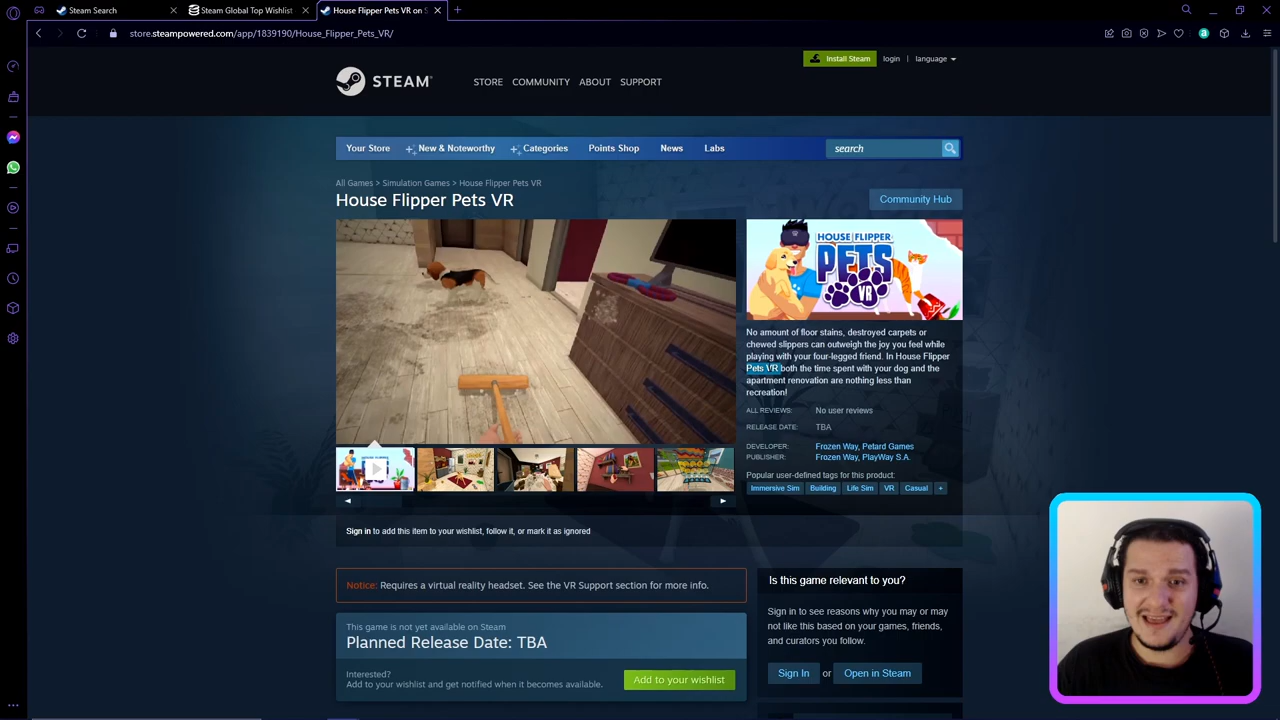 Steam Search
Steam Global Top Wishlist
House Flipper Pets VR on S
store.steampowered.com/app/1839190/House_Flipper_Pets_VR/
Install Steam
login | language
STEAM
STORE COMMUNITY ABOUT SUPPORT
Your Store New & Noteworthy Categories Points Shop News Labs
search
All Games > Simulation Games > House Flipper Pets VR
House Flipper Pets VR
Community Hub
HOUSE FLIPPER
PETS
VR
No amount of floor stains, destroyed carpets or
chewed slippers can outweigh the joy you feel while
playing with your four-legged friend. In House Flipper
Pets VR both the time spent with your dog and the
apartment renovation are nothing less than
recreation!
ALL REVIEWS: No user reviews
RELEASE DATE: TBA
DEVELOPER: Frozen Way, Petard Games
PUBLISHER: Frozen Way, PlayWay S.A.
Popular user-defined tags for this product:
Immersive Sim Building Life Sim VR Casual +
Sign in to add this item to your wishlist, follow it, or mark it as ignored
Notice: Requires a virtual reality headset. See the VR Support section for more info.
This game is not yet available on Steam
Planned Release Date: TBA
Interested?
Add to your wishlist and get notified when it becomes available.
Add to your wishlist
Is this game relevant to you?
Sign in to see reasons why you may or may
not like this based on your games, friends,
and curators you follow.
Sign In or Open in Steam